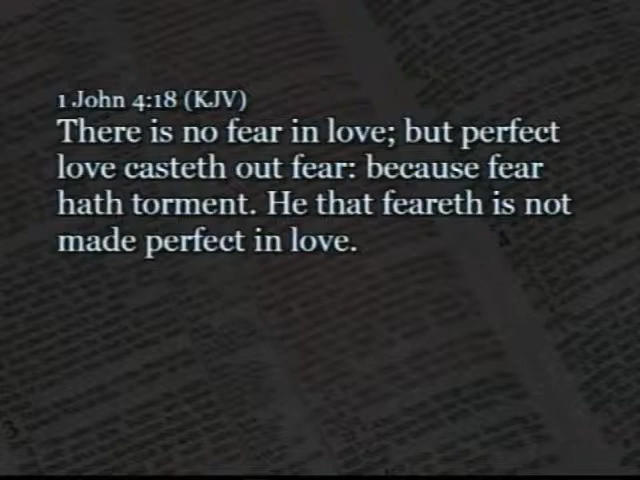 1 John 4:18 (KJV)
There is no fear in love; but perfect
love casteth out fear: because fear
hath torment. He that feareth is not
made perfect in love.